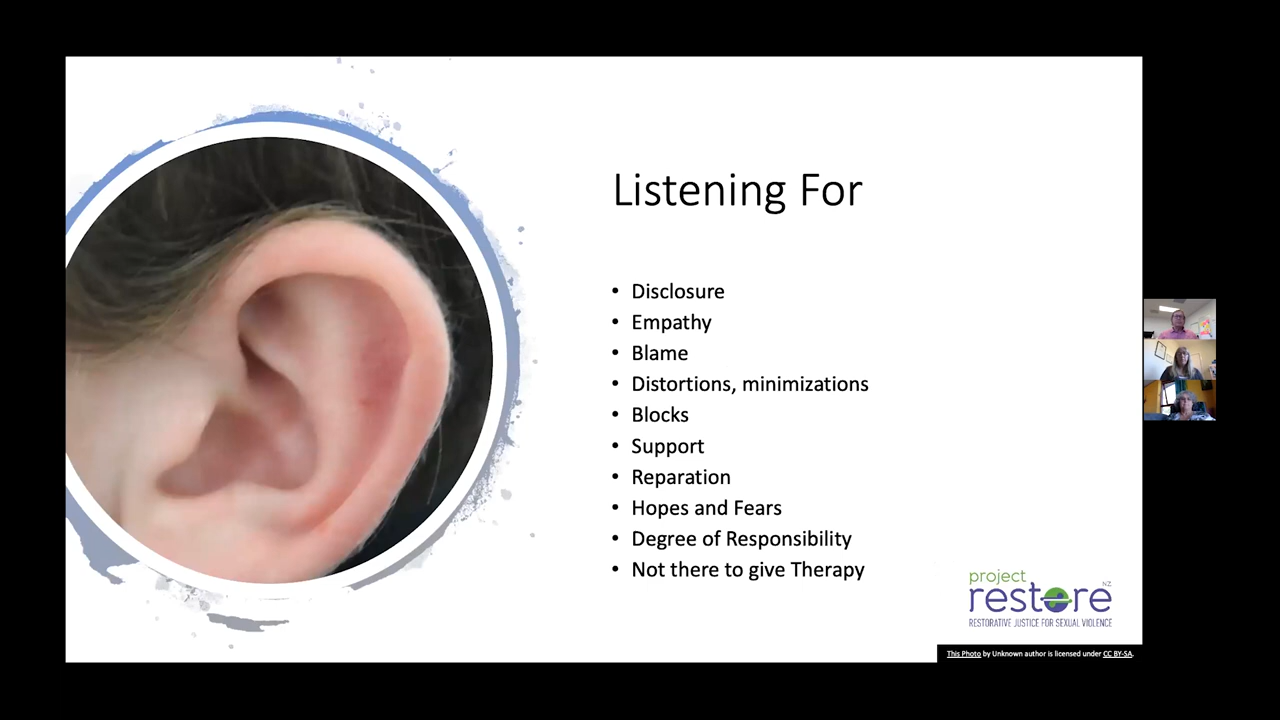 Listening For
• Disclosure
• Empathy
• Blame
• Distortions, minimizations
• Blocks
• Support
• Reparation
• Hopes and Fears
• Degree of Responsibility
• Not there to give Therapy
project
restore NZ
RESTORATIVE JUSTICE FOR SEXUAL VIOLENCE
This Photo by Unknown author is licensed under CC BY-SA.